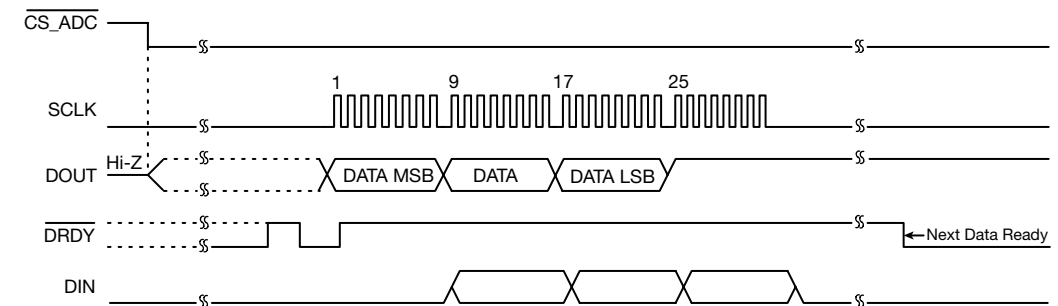 CS_ADC
1 9 17 25
SCLK
Hi-Z
DOUT DATA MSB DATA DATA LSB
DRDY Next Data Ready
DIN